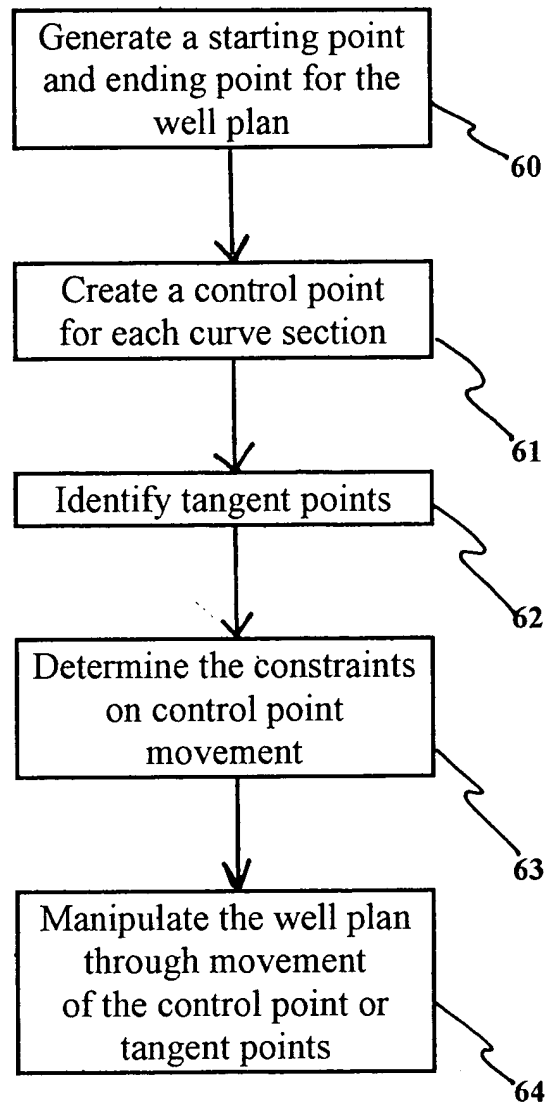 Generate a starting point
and ending point for the
well plan
60
Create a control point
for each curve section
61
Identify tangent points
62
Determine the constraints
on control point
movement
63
Manipulate the well plan
through movement
of the control point or
tangent points
64